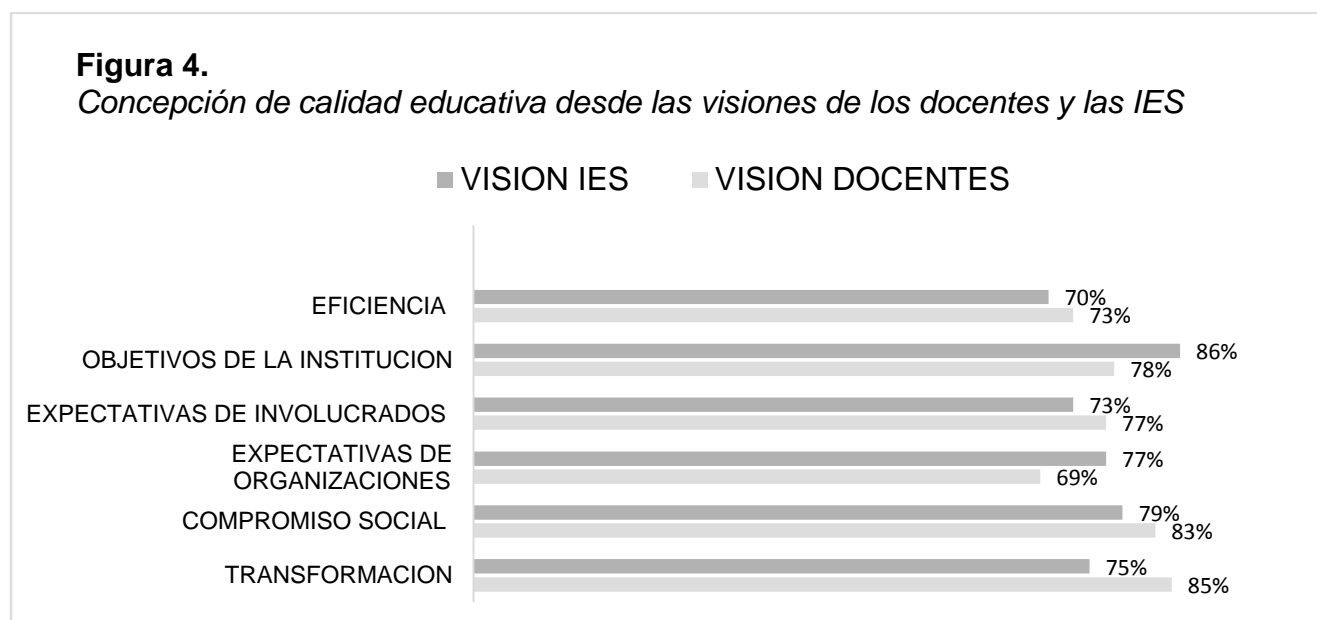 Figura 4.
Concepción de calidad educativa desde las visiones de los docentes y las IES
VISION IES VISION DOCENTES
EFICIENCIA
70%
73%
OBJETIVOS DE LA INSTITUCION
86%
78%
EXPECTATIVAS DE INVOLUCRADOS
73%
77%
EXPECTATIVAS DE
ORGANIZACIONES
77%
69%
COMPROMISO SOCIAL
79%
83%
TRANSFORMACION
75%
85%